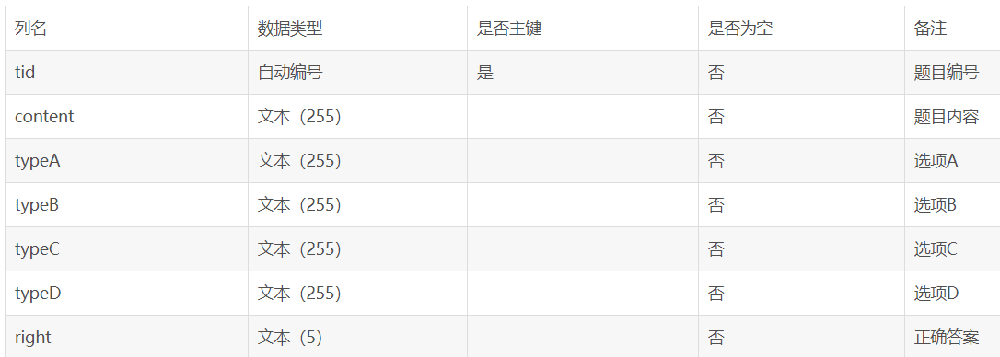 列名 数据类型 是否主键 是否为空 备注
tid 自动编号 是 否 题目编号
content 文本（255） 否 题目内容
typeA 文本（255） 否 选项A
typeB 文本（255） 否 选项B
typeC 文本（255） 否 选项C
typeD 文本（255） 否 选项D
right 文本（5） 否 正确答案